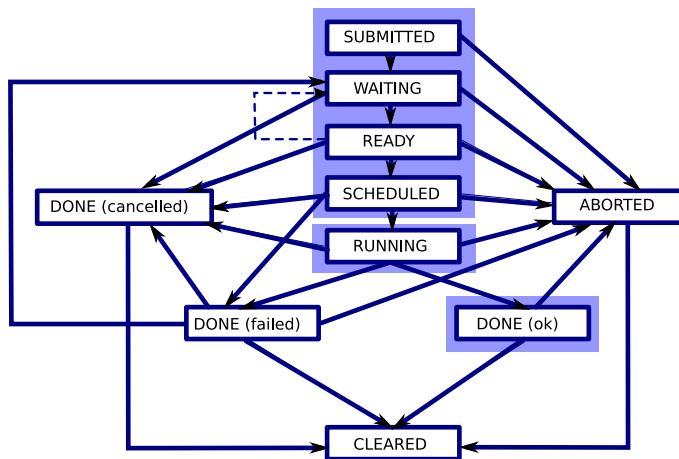 SUBMITTED
WAITING
READY
SCHEDULED
DONE (cancelled)
ABORTED
RUNNING
DONE (failed)
DONE (ok)
CLEARED